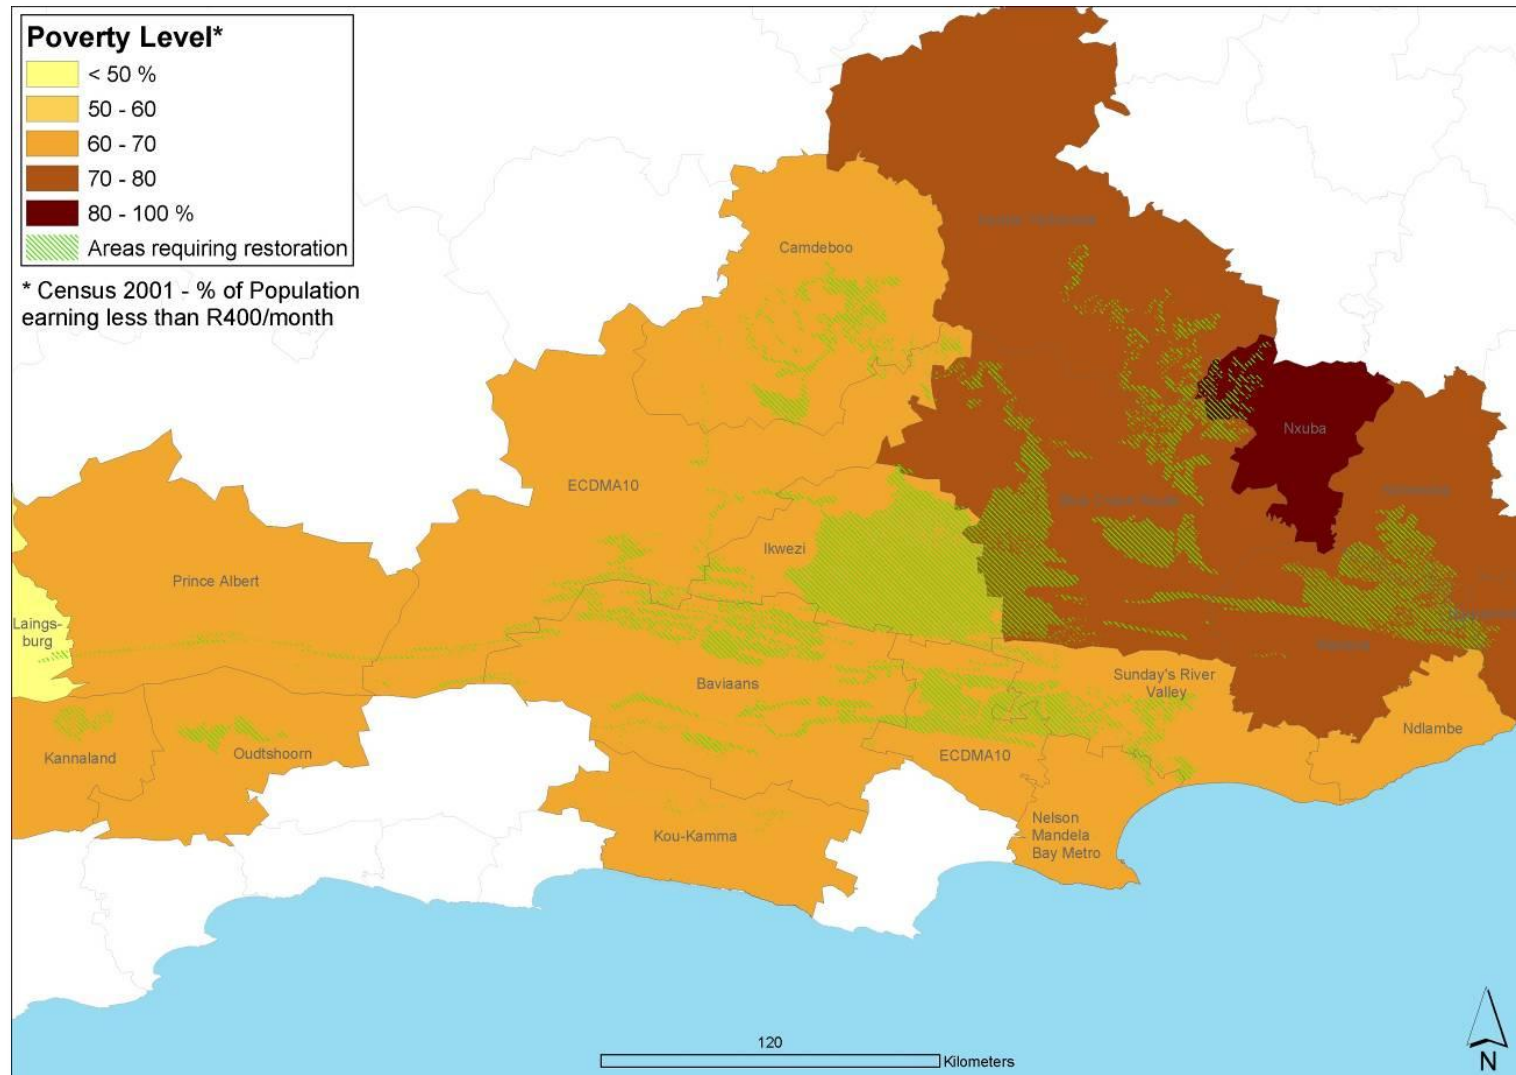 Poverty Level*
< 50 %
50 - 60
60 - 70
70 - 80
80 - 100 %
Areas requiring restoration
* Census 2001 - % of Population
earning less than R400/month
Camdeboo
Nxuba
ECDMA10
Ikwezi
Prince Albert
Laings-
burg
Baviaans
Sunday's River
Valley
Ndlambe
Kannaland
Oudtshoorn
ECDMA10
Kou-Kamma
Nelson
Mandela
Bay Metro
120
Kilometers
N